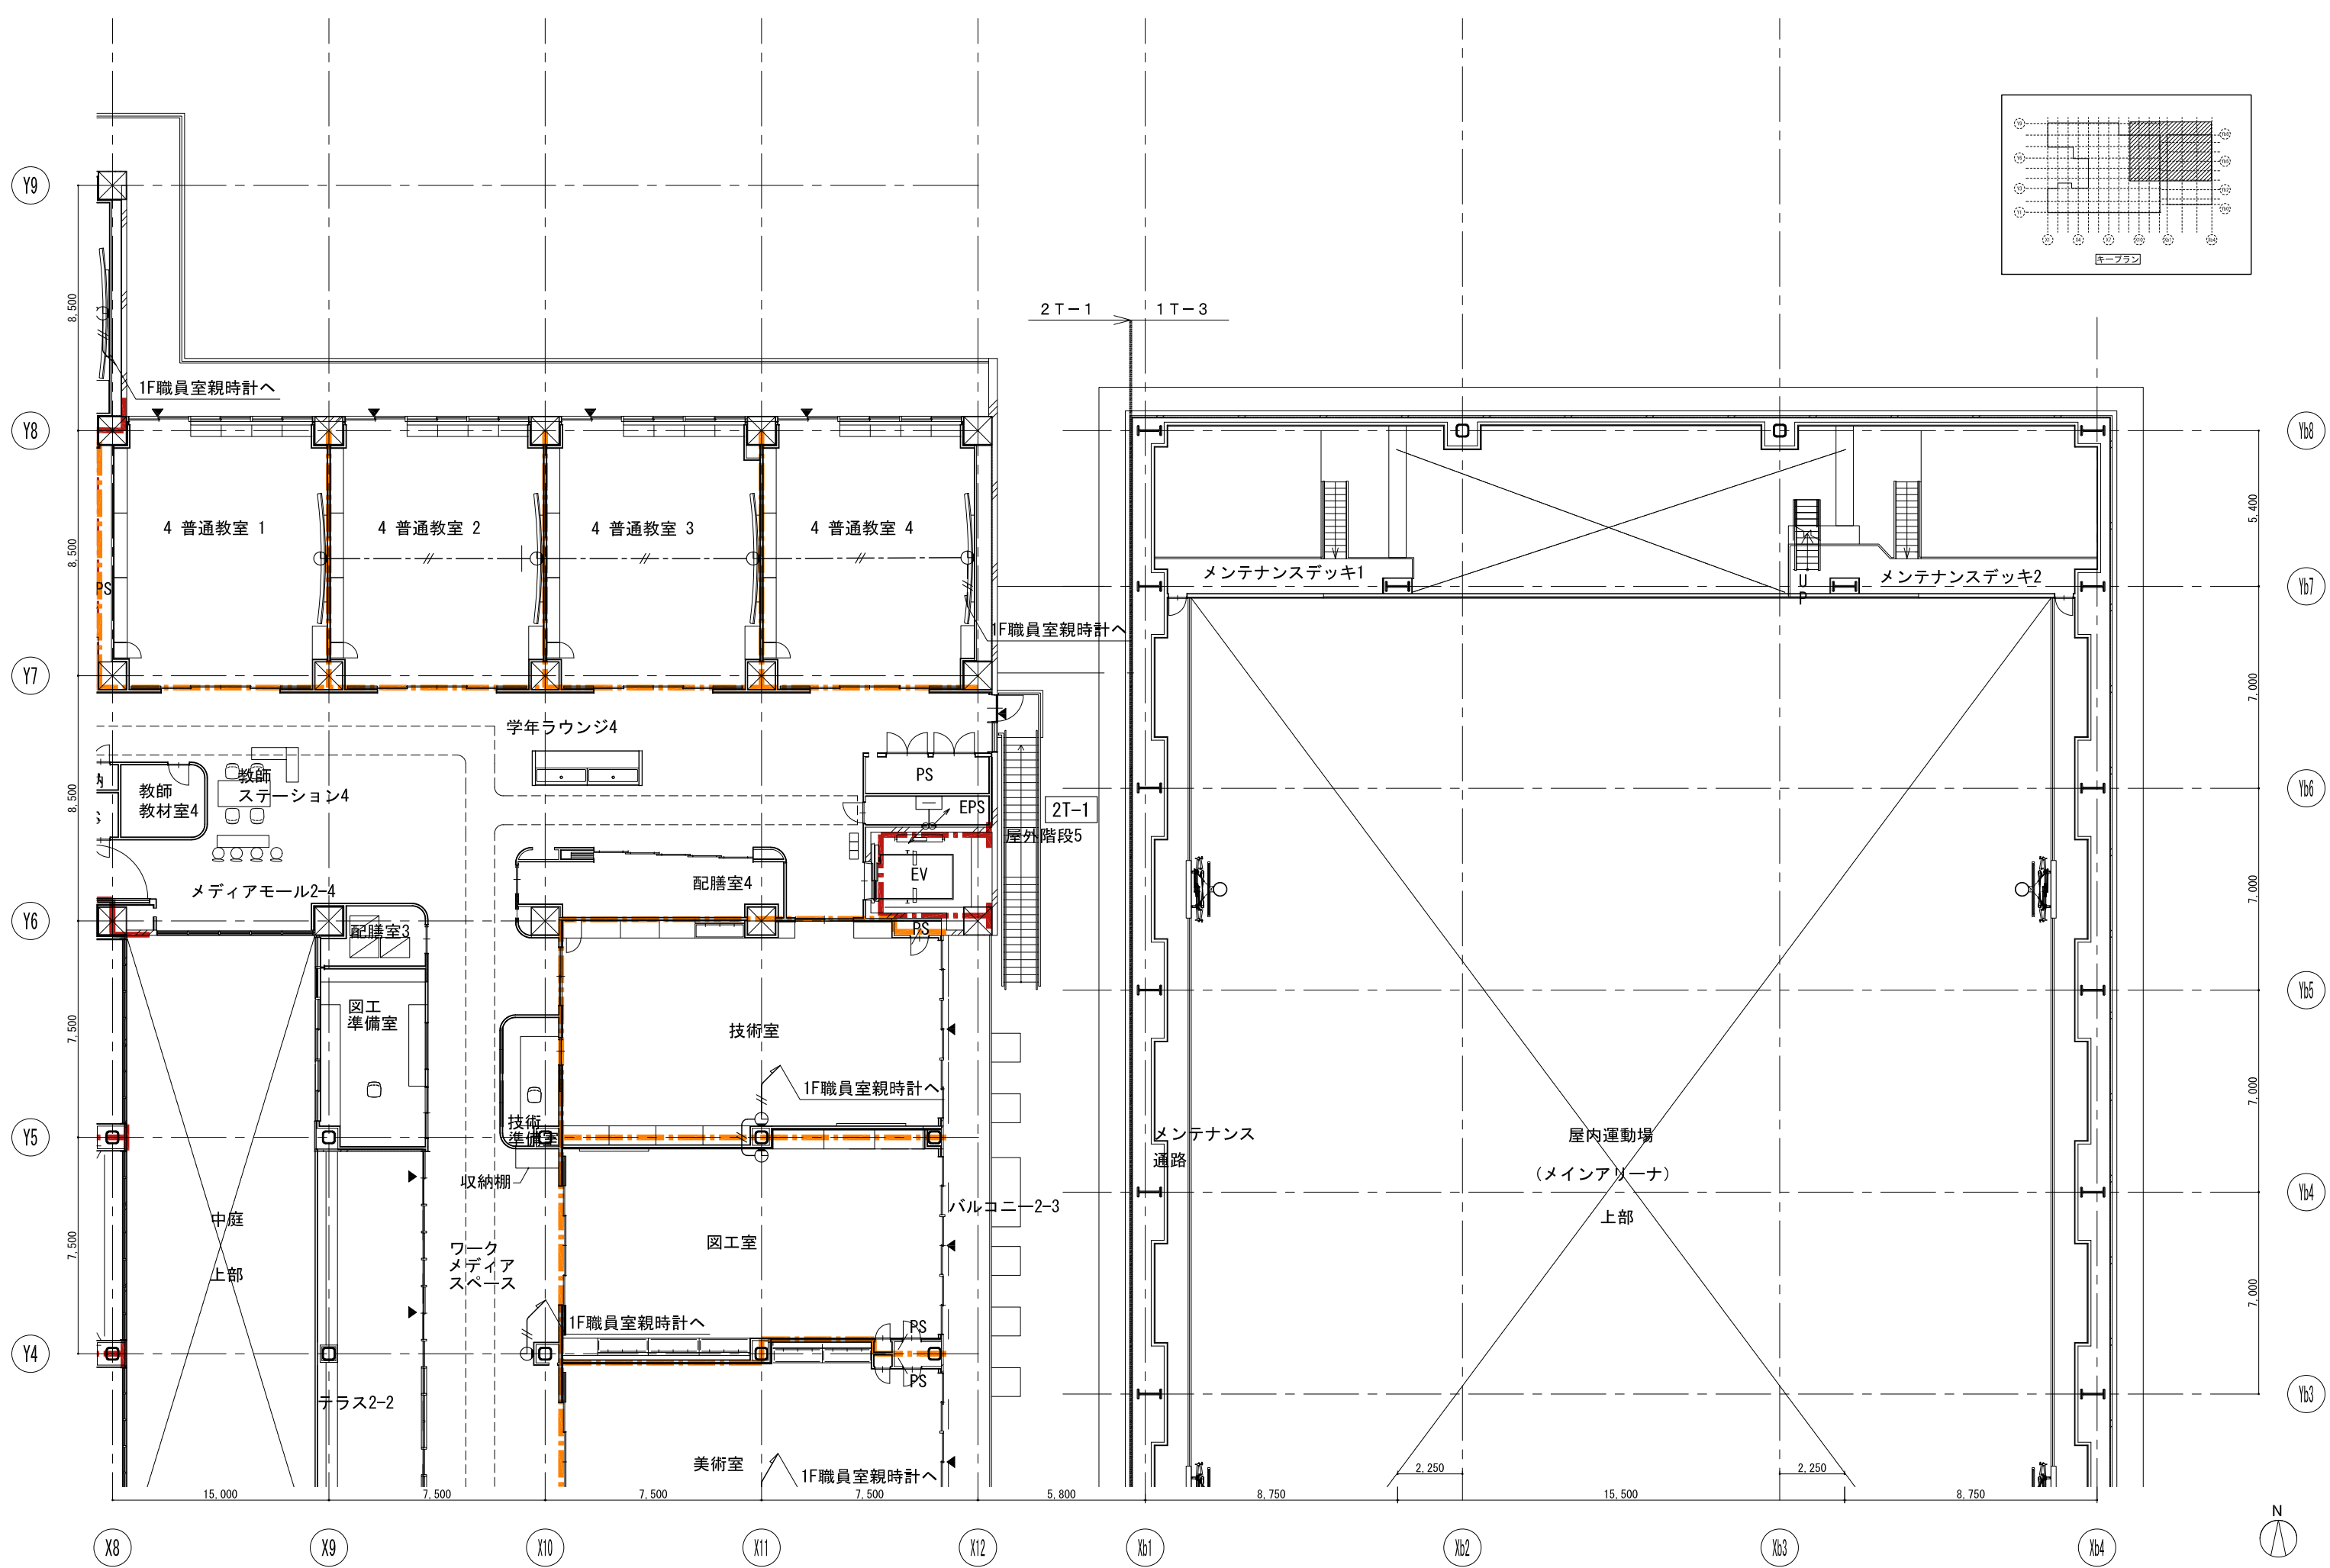 キープラン
Y9
8,500
2T-1
1T-3
1F職員室親時計へ
Y8
Yb8
4 普通教室 1
4 普通教室 2
4 普通教室 3
4 普通教室 4
5,400
8,500
メンテナンスデッキ1
メンテナンスデッキ2
UP
Yb7
PS
1F職員室親時計へ
Y7
7,000
学年ラウンジ4
教師
教材室4
教師
ステーション4
PS
EPS
2T-1
屋外階段5
Yb6
8,500
EV
メディアモール2-4
配膳室4
7,000
Y6
配膳室3
PS
Yb5
図工
準備室
技術室
7,500
1F職員室親時計へ
7,000
技術
準備室
Y5
メンテナンス
通路
屋内運動場
(メインアリーナ)
上部
収納棚
バルコニー2-3
Yb4
中庭
上部
図工室
ワーク
メディア
スペース
7,500
7,000
1F職員室親時計へ
PS
Y4
PS
テラス2-2
Yb3
美術室
1F職員室親時計へ
2,250
2,250
15,000
7,500
7,500
7,500
5,800
8,750
15,500
8,750
N
X8
X9
X10
X11
X12
Xb1
Xb2
Xb3
Xb4